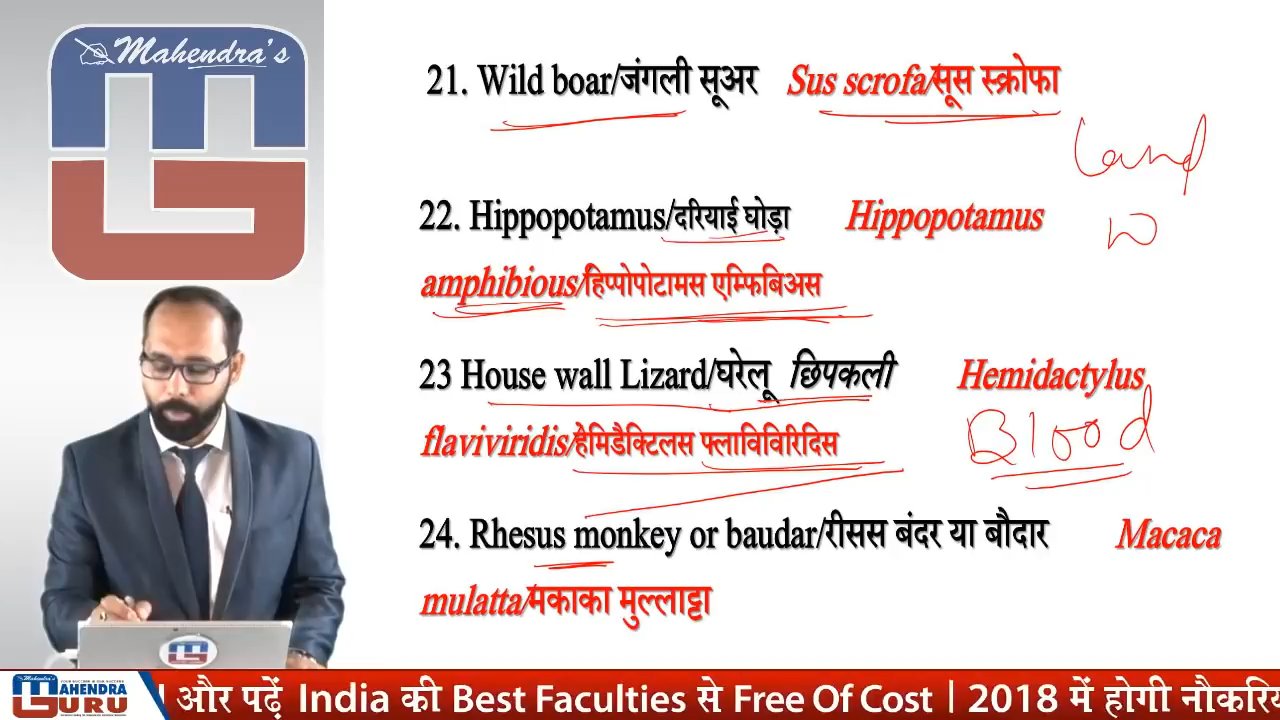 Mahendra's
21. Wild boar/जंगली सूअर Sus scrofa/सूस स्क्रोफा
Land
W
22. Hippopotamus/दरियाई घोड़ा Hippopotamus
amphibious/हिप्पोपोटामस एम्फिबिअस
23 House wall Lizard/घरेलू छिपकली Hemidactylus
flaviviridis/हेमिडैक्टिलस फ्लाविविरिदिस
Blood
24. Rhesus monkey or baudar/रीसस बंदर या बौदार Macaca
mulatta/मकाका मुल्लाट्टा
Mahendra's
MAHENDRA
GURU
और पढ़ें India की Best Faculties से Free Of Cost | 2018 में होगी नौकरि